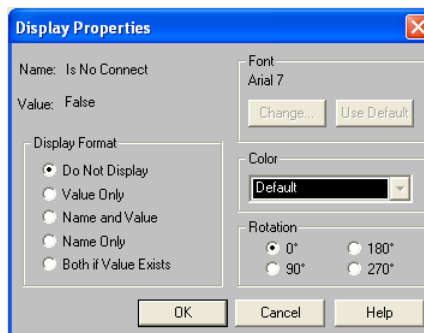 Display Properties
Name: Is No Connect
Value: False
Display Format
Do Not Display
Value Only
Name and Value
Name Only
Both if Value Exists
Font
Arial 7
Change... Use Default
Color
Default
Rotation
0° 180°
90° 270°
OK Cancel Help